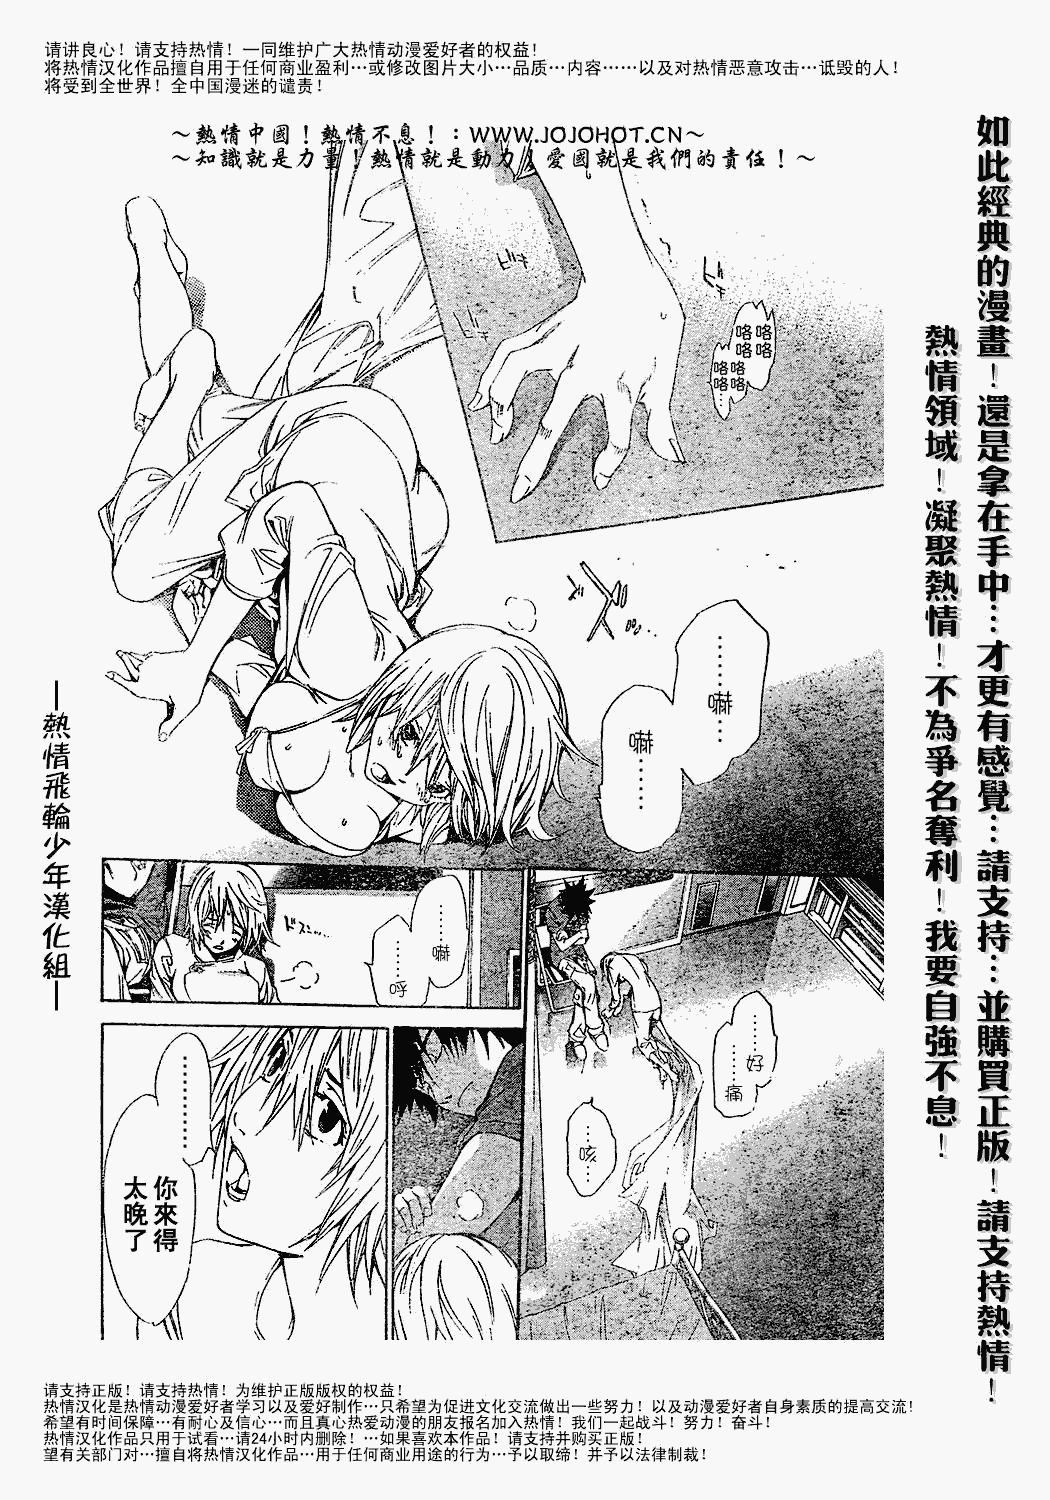 请讲良心！请支持热情！一同维护广大热情动漫爱好者的权益！
将热情汉化作品擅自用于任何商业盈利…或修改图片大小…品质…内容……以及对热情恶意攻击…诋毁的人！
将受到全世界！全中国漫迷的谴责！
～熱情中國！熱情不息！：WWW.JOJOHOT.CN～
～知識就是力量！熱情就是動力！愛國就是我們的責任！～
如此經典的漫畫！還是拿在手中…才更有感覺…請支持…並購買正版！請支持熱情！
熱情領域！凝聚熱情！不為爭名奪利！我要自強不息！
ビキ
ビキ
咯咯
咯咯
咯咯
咯咯…
ズキ
……嚇
嚇……
ドズン…
……嚇
……呼
……好
……痛
…咳…
………
你來得
太晚了
—熱情飛輪少年漢化組—
请支持正版！请支持热情！为维护正版版权的权益！
热情汉化是热情动漫爱好者学习以及爱好制作…只希望为促进文化交流做出一些努力！以及动漫爱好者自身素质的提高交流！
希望有时间保障…有耐心及信心…而且真心热爱动漫的朋友报名加入热情！我们一起战斗！努力！奋斗！
热情汉化作品只用于试看…请24小时内删除！…如果喜欢本作品！请支持并购买正版！
望有关部门对…擅自将热情汉化作品…用于任何商业用途的行为…予以取缔！并予以法律制裁！